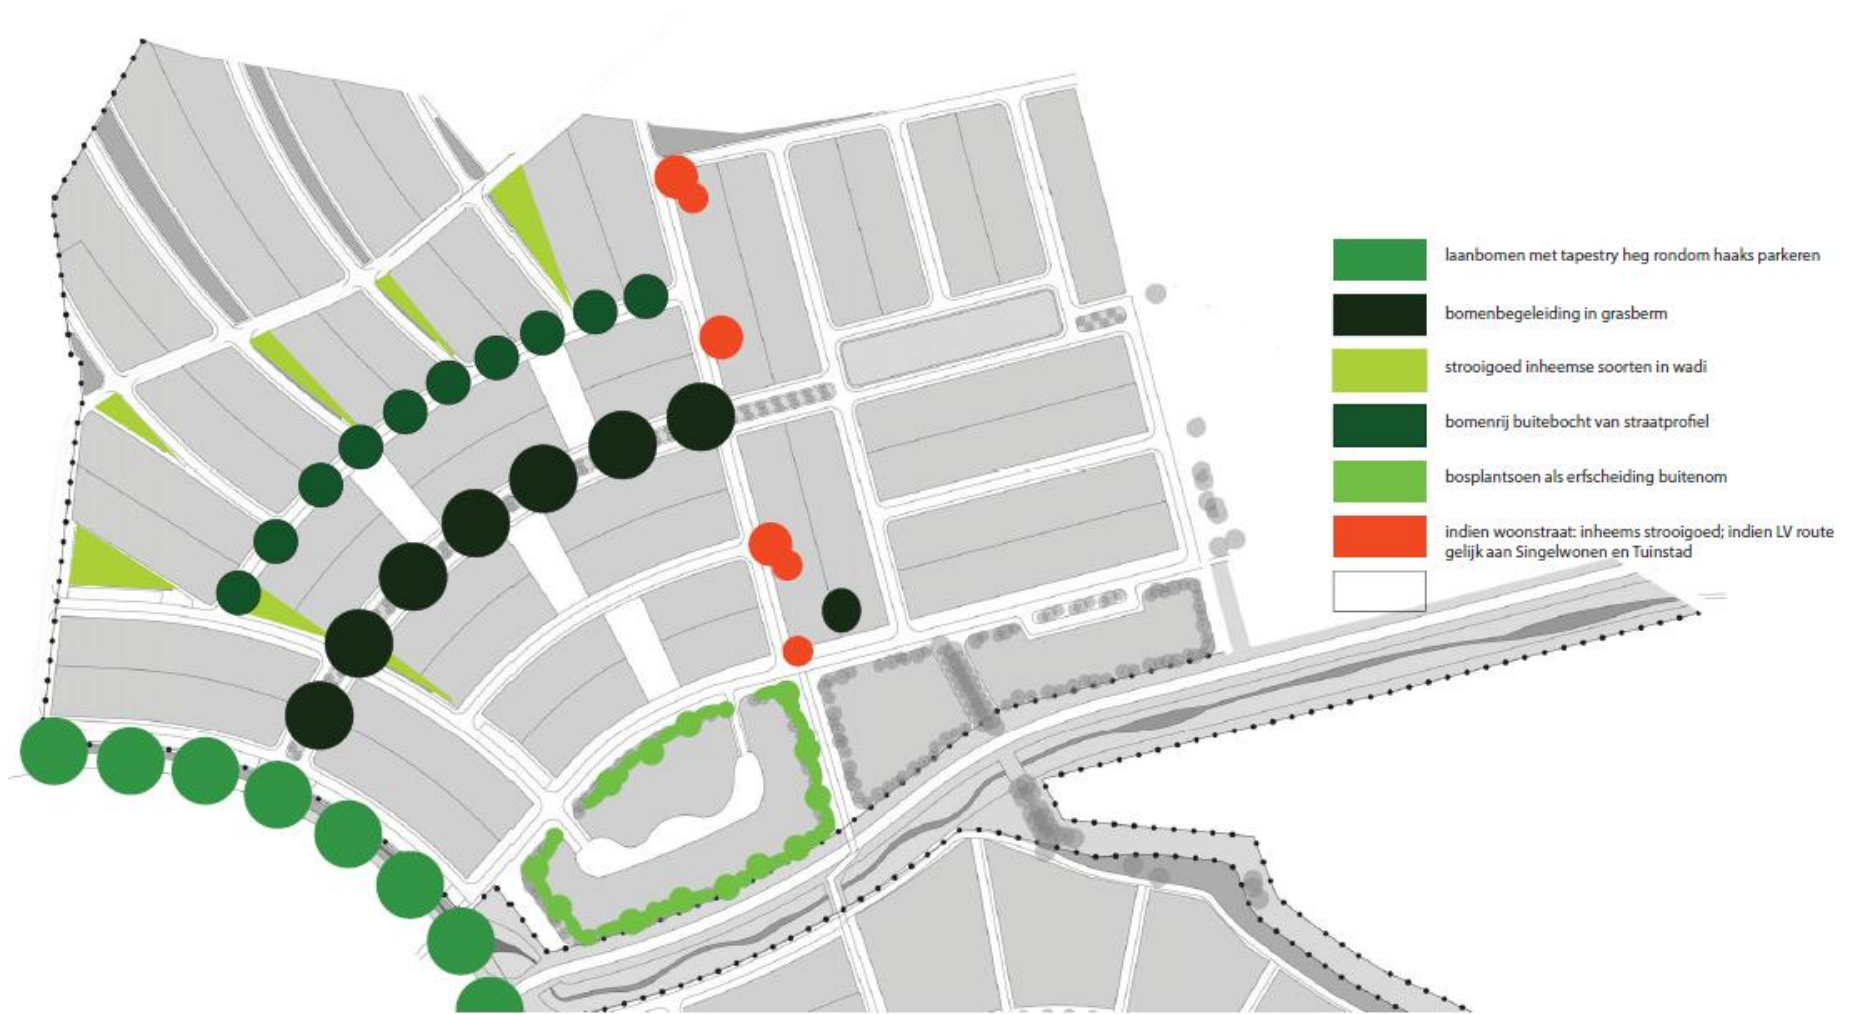 laanbomen met tapestry heg rondom haaks parkeren
bomenbegeleiding in grasberm
strooigoed inheemse soorten in wadi
bomenrij buitebocht van straatprofiel
bosplantsoen als erfscheiding buitenom
indien woonstraat: inheems strooigoed; indien LV route
gelijk aan Singelwonen en Tuinstad